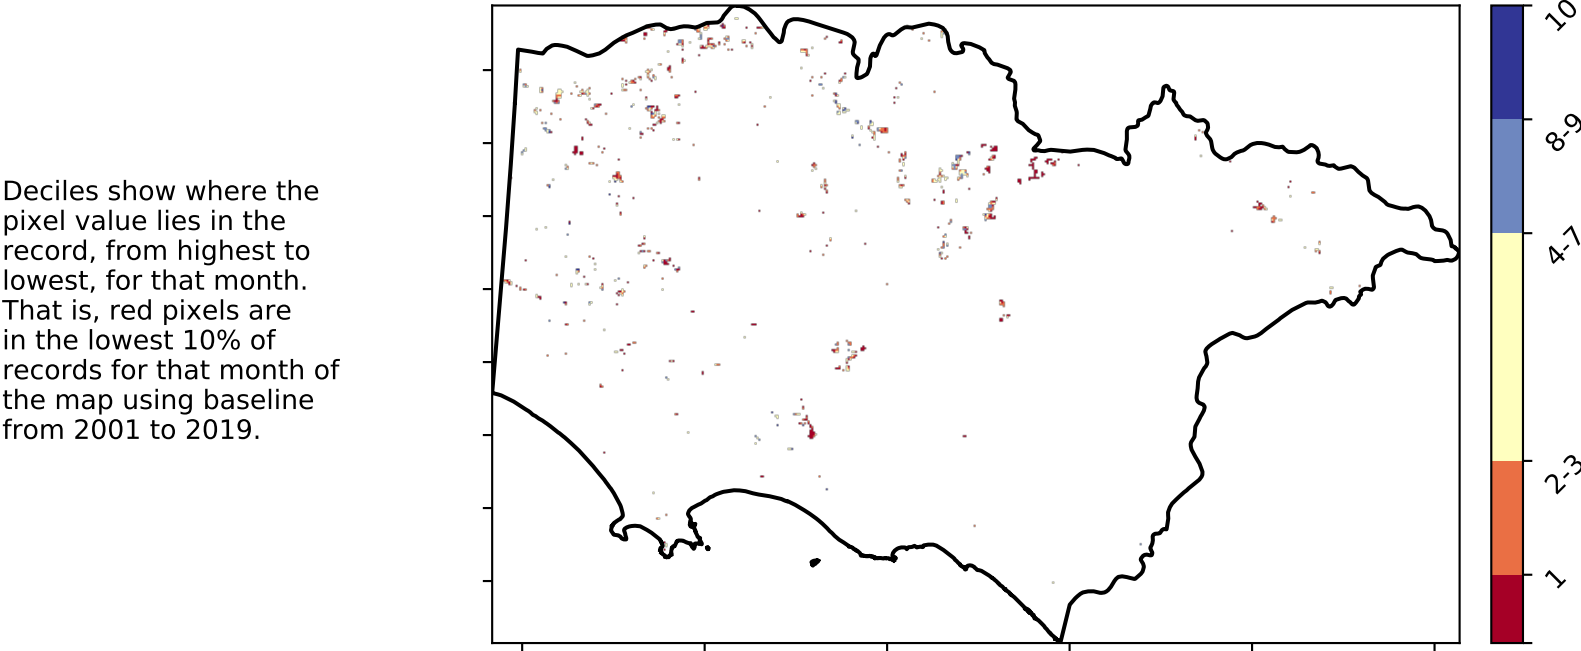 Deciles show where the
pixel value lies in the
record, from highest to
lowest, for that month.
That is, red pixels are
in the lowest 10% of
records for that month of
the map using baseline
from 2001 to 2019.
10
8-9
4-7
2-3
1